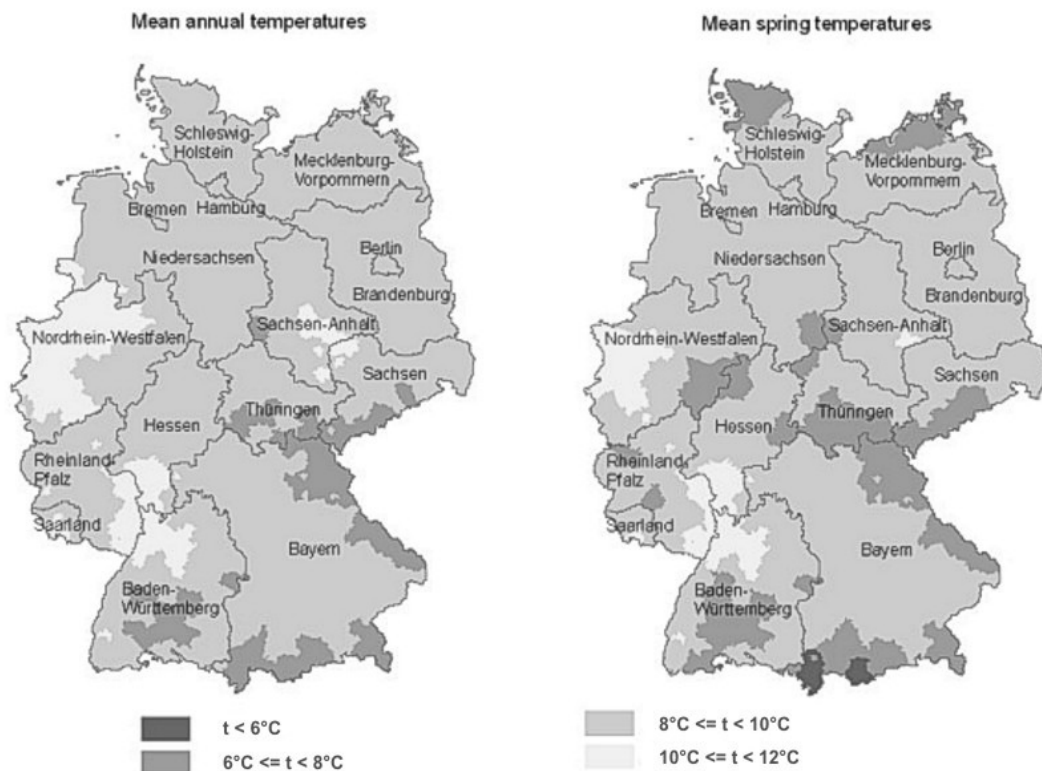 Mean annual temperatures
Schleswig-
Holstein
Mecklenburg-
Vorpommern
Bremen
Hamburg
Niedersachsen
Berlin
Brandenburg
Sachsen-Anhalt
Nordrhein-Westfalen
Sachsen
Thüringen
Hessen
Rheinland-
Pfalz
Saarland
Bayern
Baden-
Württemberg
Mean spring temperatures
Schleswig-
Holstein
Mecklenburg-
Vorpommern
Bremen
Hamburg
Niedersachsen
Berlin
Brandenburg
Sachsen-Anhalt
Nordrhein-Westfalen
Sachsen
Thüringen
Hessen
Rheinland-
Pfalz
Saarland
Bayern
Baden-
Württemberg
t < 6°C
6°C <= t < 8°C
8°C <= t < 10°C
10°C <= t < 12°C